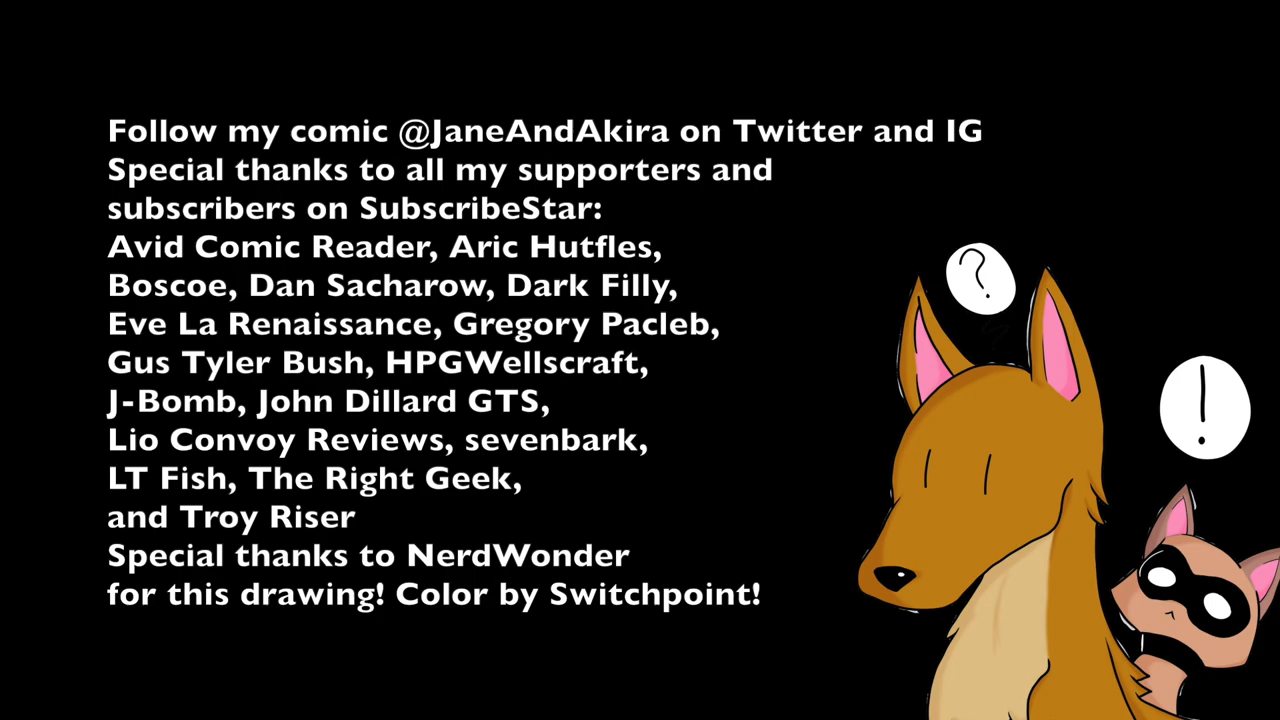 Follow my comic @JaneAndAkira on Twitter and IG
Special thanks to all my supporters and
subscribers on SubscribeStar:
Avid Comic Reader, Aric Hutfles,
Boscoe, Dan Sacharow, Dark Filly,
Eve La Renaissance, Gregory Pacleb,
Gus Tyler Bush, HPGWellscraft,
J-Bomb, John Dillard GTS,
Lio Convoy Reviews, sevenbark,
LT Fish, The Right Geek,
and Troy Riser
Special thanks to NerdWonder
for this drawing! Color by Switchpoint!
?
!